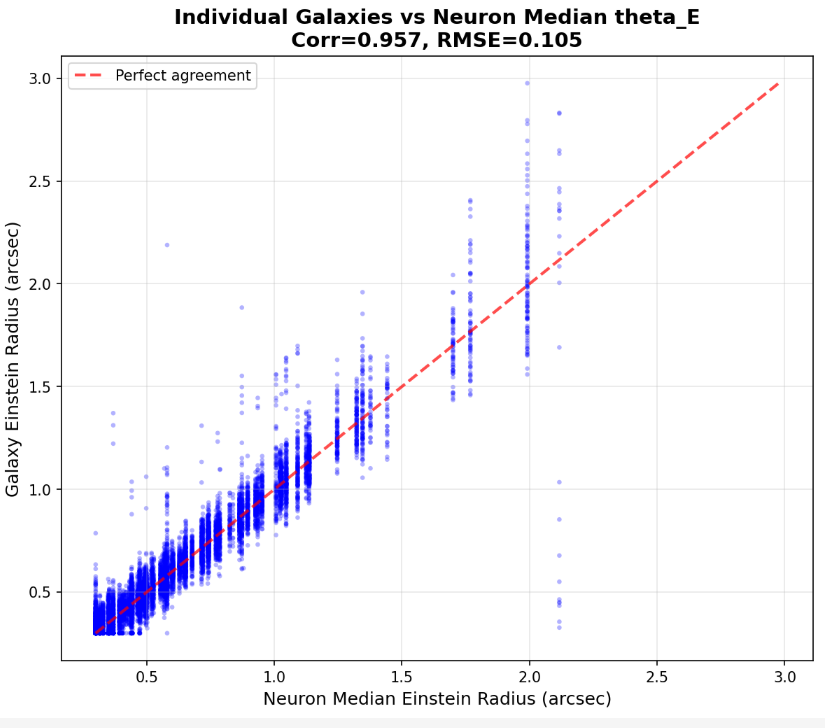 Individual Galaxies vs Neuron Median theta_E
Corr=0.957, RMSE=0.105
Perfect agreement
Galaxy Einstein Radius (arcsec)
3.0
2.5
2.0
1.5
1.0
0.5
0.5 1.0 1.5 2.0 2.5 3.0
Neuron Median Einstein Radius (arcsec)